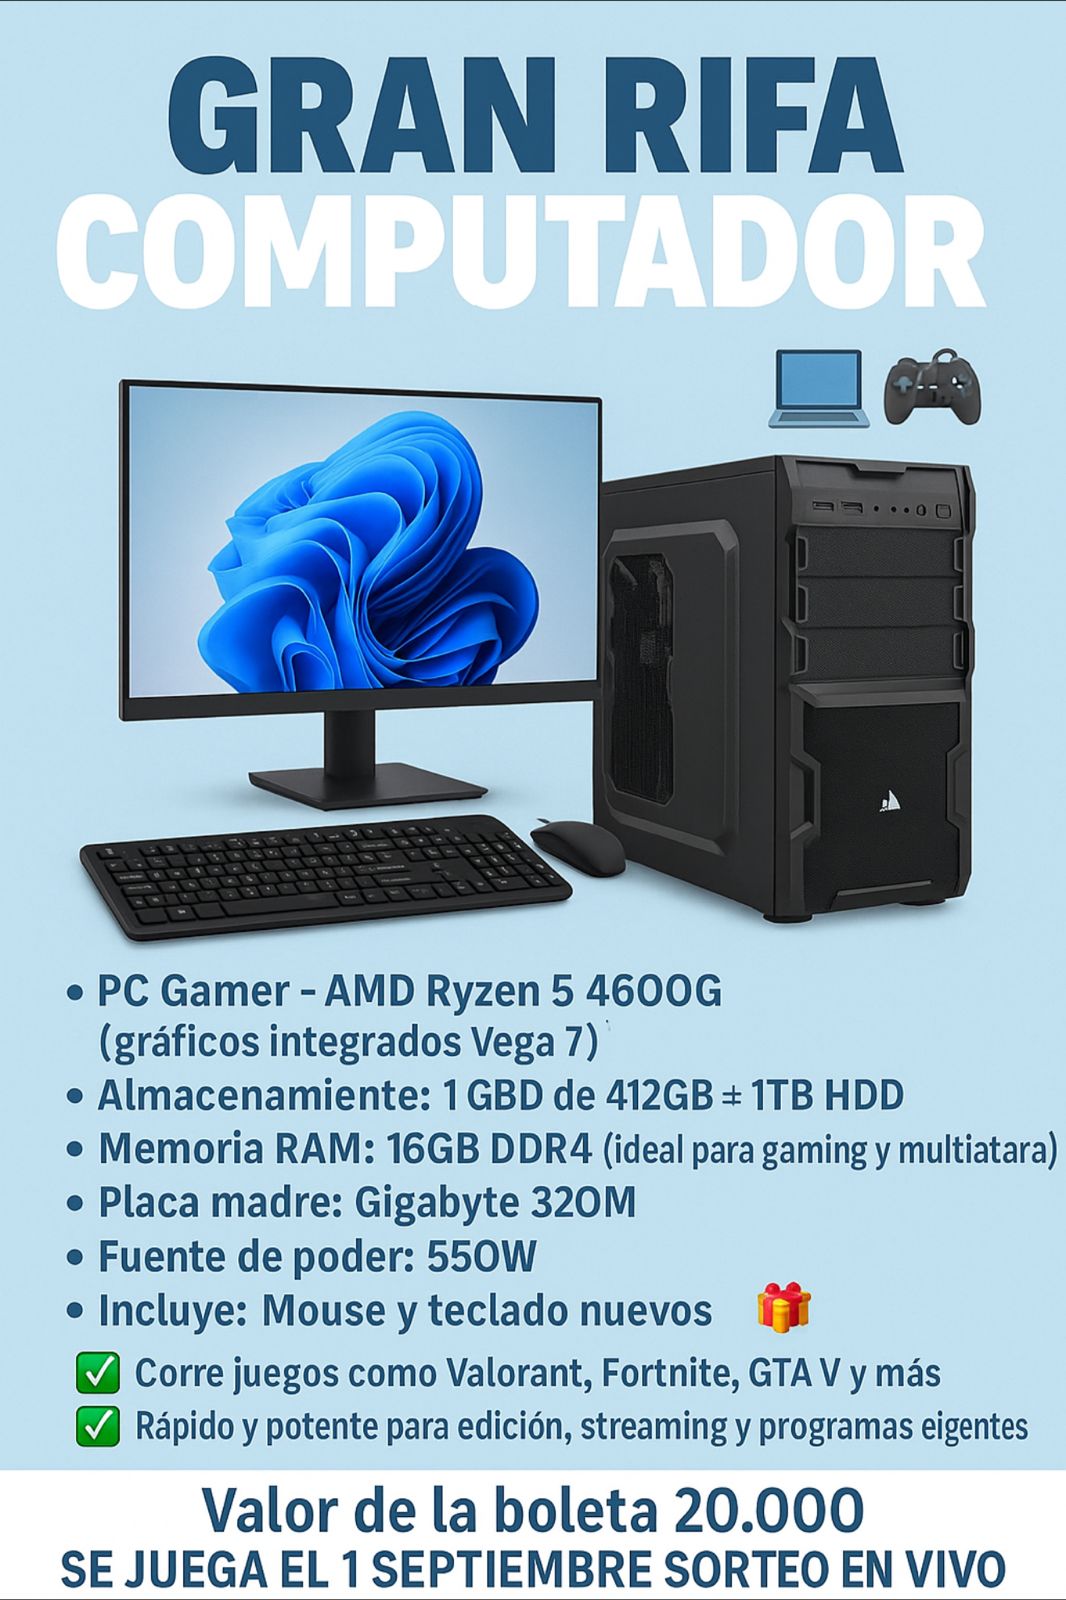 GRAN RIFA
COMPUTADOR
• PC Gamer - AMD Ryzen 5 4600G
(gráficos integrados Vega 7)
• Almacenamiente: 1 GBD de 412GB ± 1TB HDD
• Memoria RAM: 16GB DDR4 (ideal para gaming y multiatara)
• Placa madre: Gigabyte 320M
• Fuente de poder: 550W
• Incluye: Mouse y teclado nuevos 🎁
✅ Corre juegos como Valorant, Fortnite, GTA V y más
✅ Rápido y potente para edición, streaming y programas eigentes
Valor de la boleta 20.000
SE JUEGA EL 1 SEPTIEMBRE SORTEO EN VIVO